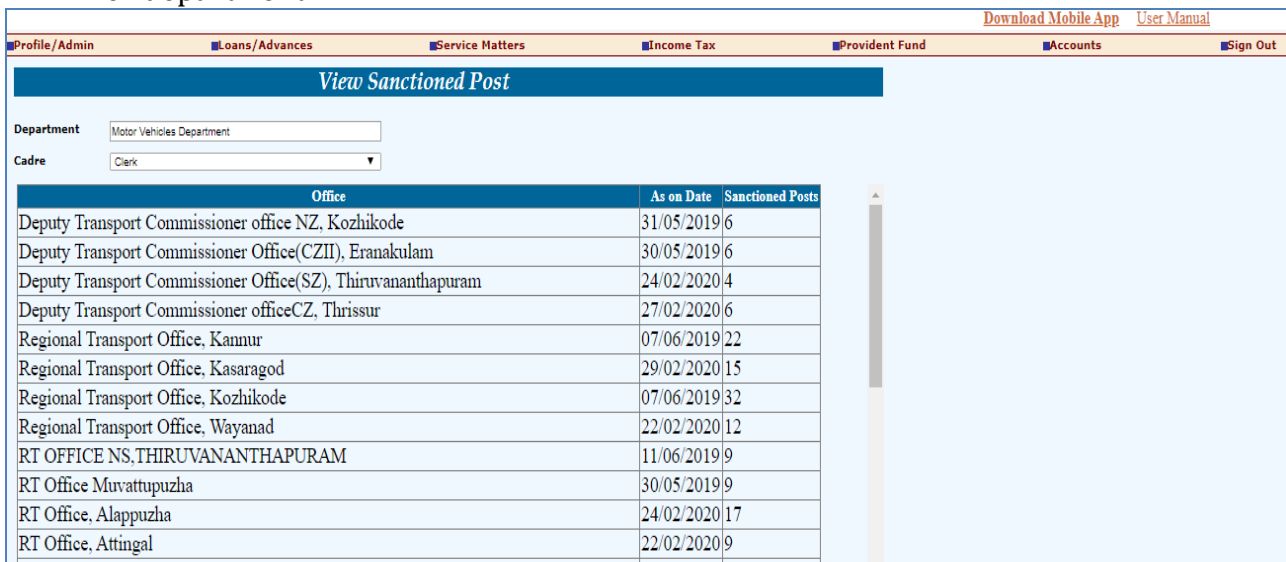 Download Mobile App User Manual
Profile/Admin Loans/Advances Service Matters Income Tax Provident Fund Accounts Sign Out
View Sanctioned Post
Department Motor Vehicles Department
Cadre Clerk
Office As on Date Sanctioned Posts
Deputy Transport Commissioner office NZ, Kozhikode 31/05/2019 6
Deputy Transport Commissioner Office(CZII), Eranakulam 30/05/2019 6
Deputy Transport Commissioner Office(SZ), Thiruvananthapuram 24/02/2020 4
Deputy Transport Commissioner officeCZ, Thrissur 27/02/2020 6
Regional Transport Office, Kannur 07/06/2019 22
Regional Transport Office, Kasaragod 29/02/2020 15
Regional Transport Office, Kozhikode 07/06/2019 32
Regional Transport Office, Wayanad 22/02/2020 12
RT OFFICE NS,THIRUVANANTHAPURAM 11/06/2019 9
RT Office Muvattupuzha 30/05/2019 9
RT Office, Alappuzha 24/02/2020 17
RT Office, Attingal 22/02/2020 9